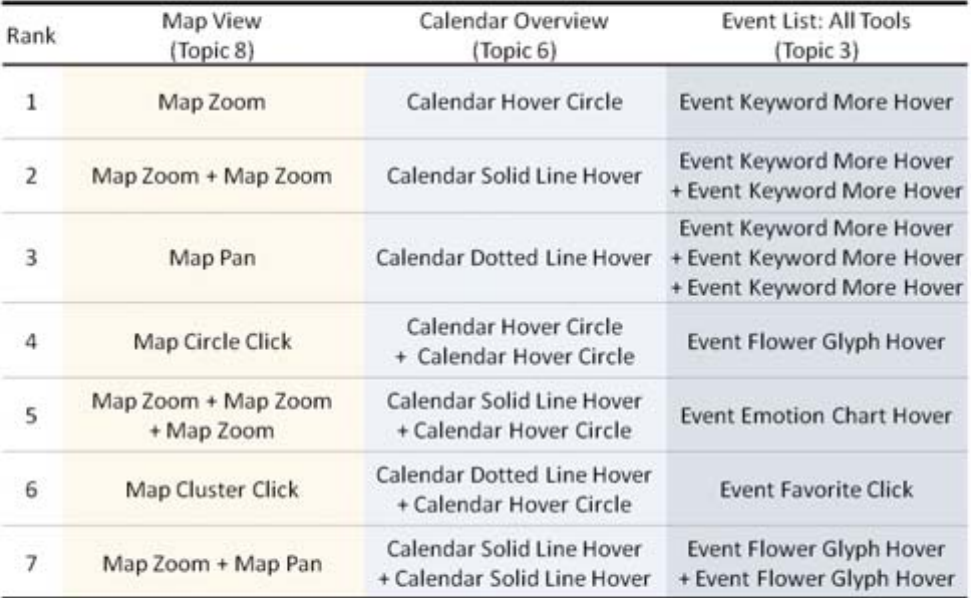 Rank Map View (Topic 8) Calendar Overview (Topic 6) Event List: All Tools (Topic 3)
1 Map Zoom Calendar Hover Circle Event Keyword More Hover
2 Map Zoom + Map Zoom Calendar Solid Line Hover Event Keyword More Hover + Event Keyword More Hover
3 Map Pan Calendar Dotted Line Hover Event Keyword More Hover + Event Keyword More Hover + Event Keyword More Hover
4 Map Circle Click Calendar Hover Circle + Calendar Hover Circle Event Flower Glyph Hover
5 Map Zoom + Map Zoom + Map Zoom Calendar Solid Line Hover + Calendar Hover Circle Event Emotion Chart Hover
6 Map Cluster Click Calendar Dotted Line Hover + Calendar Hover Circle Event Favorite Click
7 Map Zoom + Map Pan Calendar Solid Line Hover + Calendar Solid Line Hover Event Flower Glyph Hover + Event Flower Glyph Hover